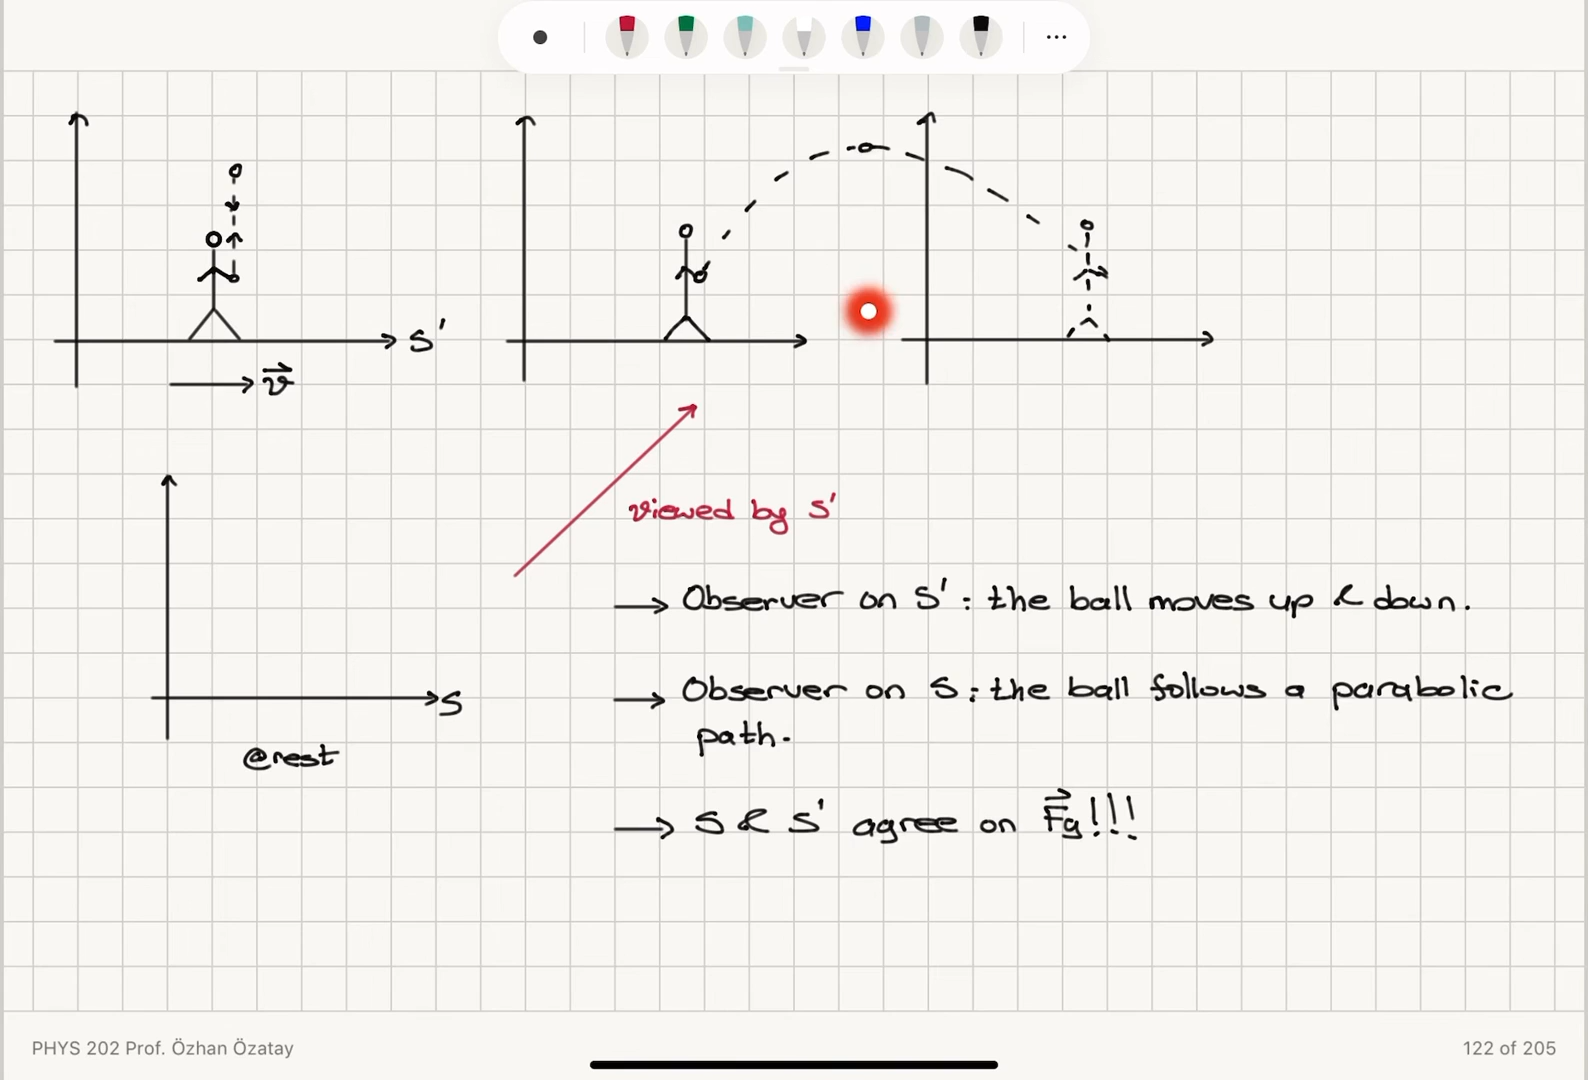 S'
v⃗
viewed by S'
→ Observer on S' : the ball moves up & down.
→ Observer on S : the ball follows a parabolic
path.
S
@rest
→ S & S' agree on F⃗g!!!
PHYS 202 Prof. Özhan Özatay
122 of 205